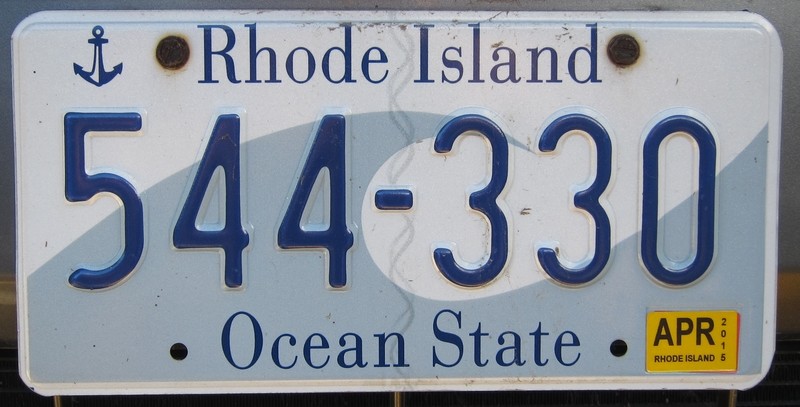 Rhode Island
544-330
Ocean State
APR 2015
RHODE ISLAND